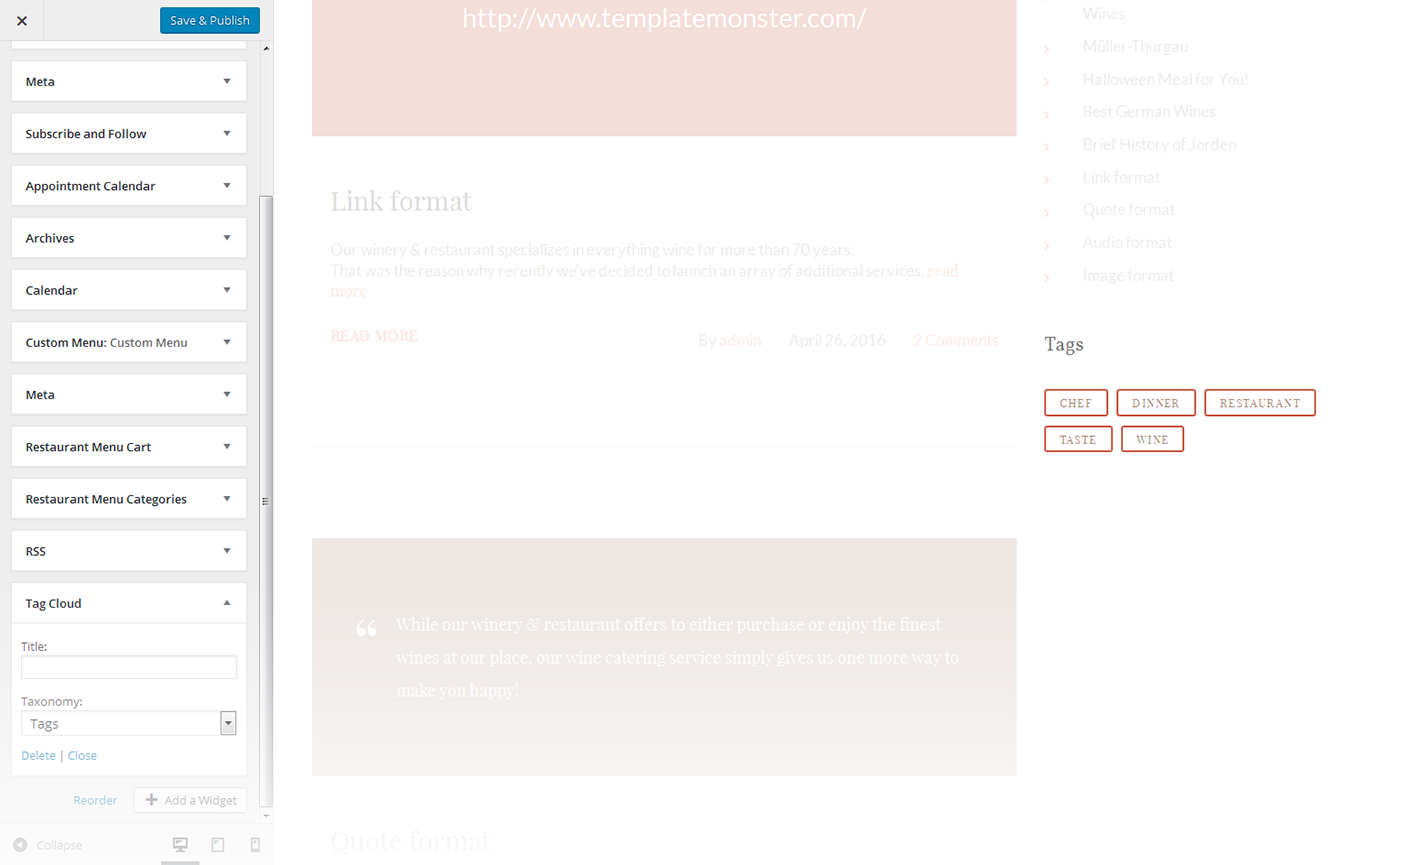 Save & Publish
Meta
Subscribe and Follow
Appointment Calendar
Archives
Calendar
Custom Menu: Custom Menu
Meta
Restaurant Menu Cart
Restaurant Menu Categories
RSS
Tag Cloud
Title:
Taxonomy:
Tags
Delete | Close
Reorder
Add a Widget
Collapse
http://www.templatemonster.com/
Link format
Our winery & restaurant specializes in everything wine for more than 70 years.
That was the reason why recently we've decided to launch an array of additional services. read
more
READ MORE
By admin April 26, 2016 2 Comments
While our winery & restaurant offers to either purchase or enjoy the finest
wines at our place, our wine catering service simply gives us one more way to
make you happy!
Quote format
Wines
Müller-Thurgau
Halloween Meal for You!
Best German Wines
Brief History of Jorden
Link format
Quote format
Audio format
Image format
Tags
CHEF DINNER RESTAURANT
TASTE WINE